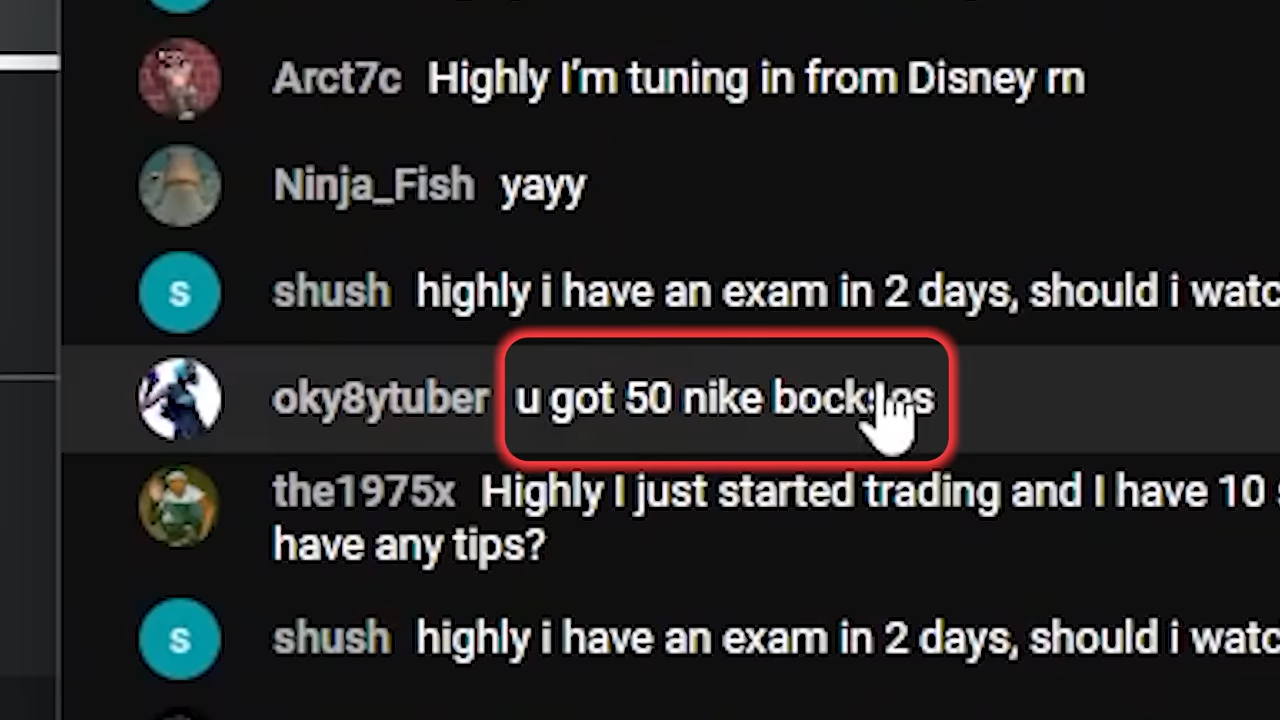 Arct7c Highly I'm tuning in from Disney rn
Ninja_Fish yayy
s shush highly i have an exam in 2 days, should i watc
oky8ytuber u got 50 nike
the1975x Highly I just started trading and I have 10
have any tips?
s shush highly i have an exam in 2 days, should i watc